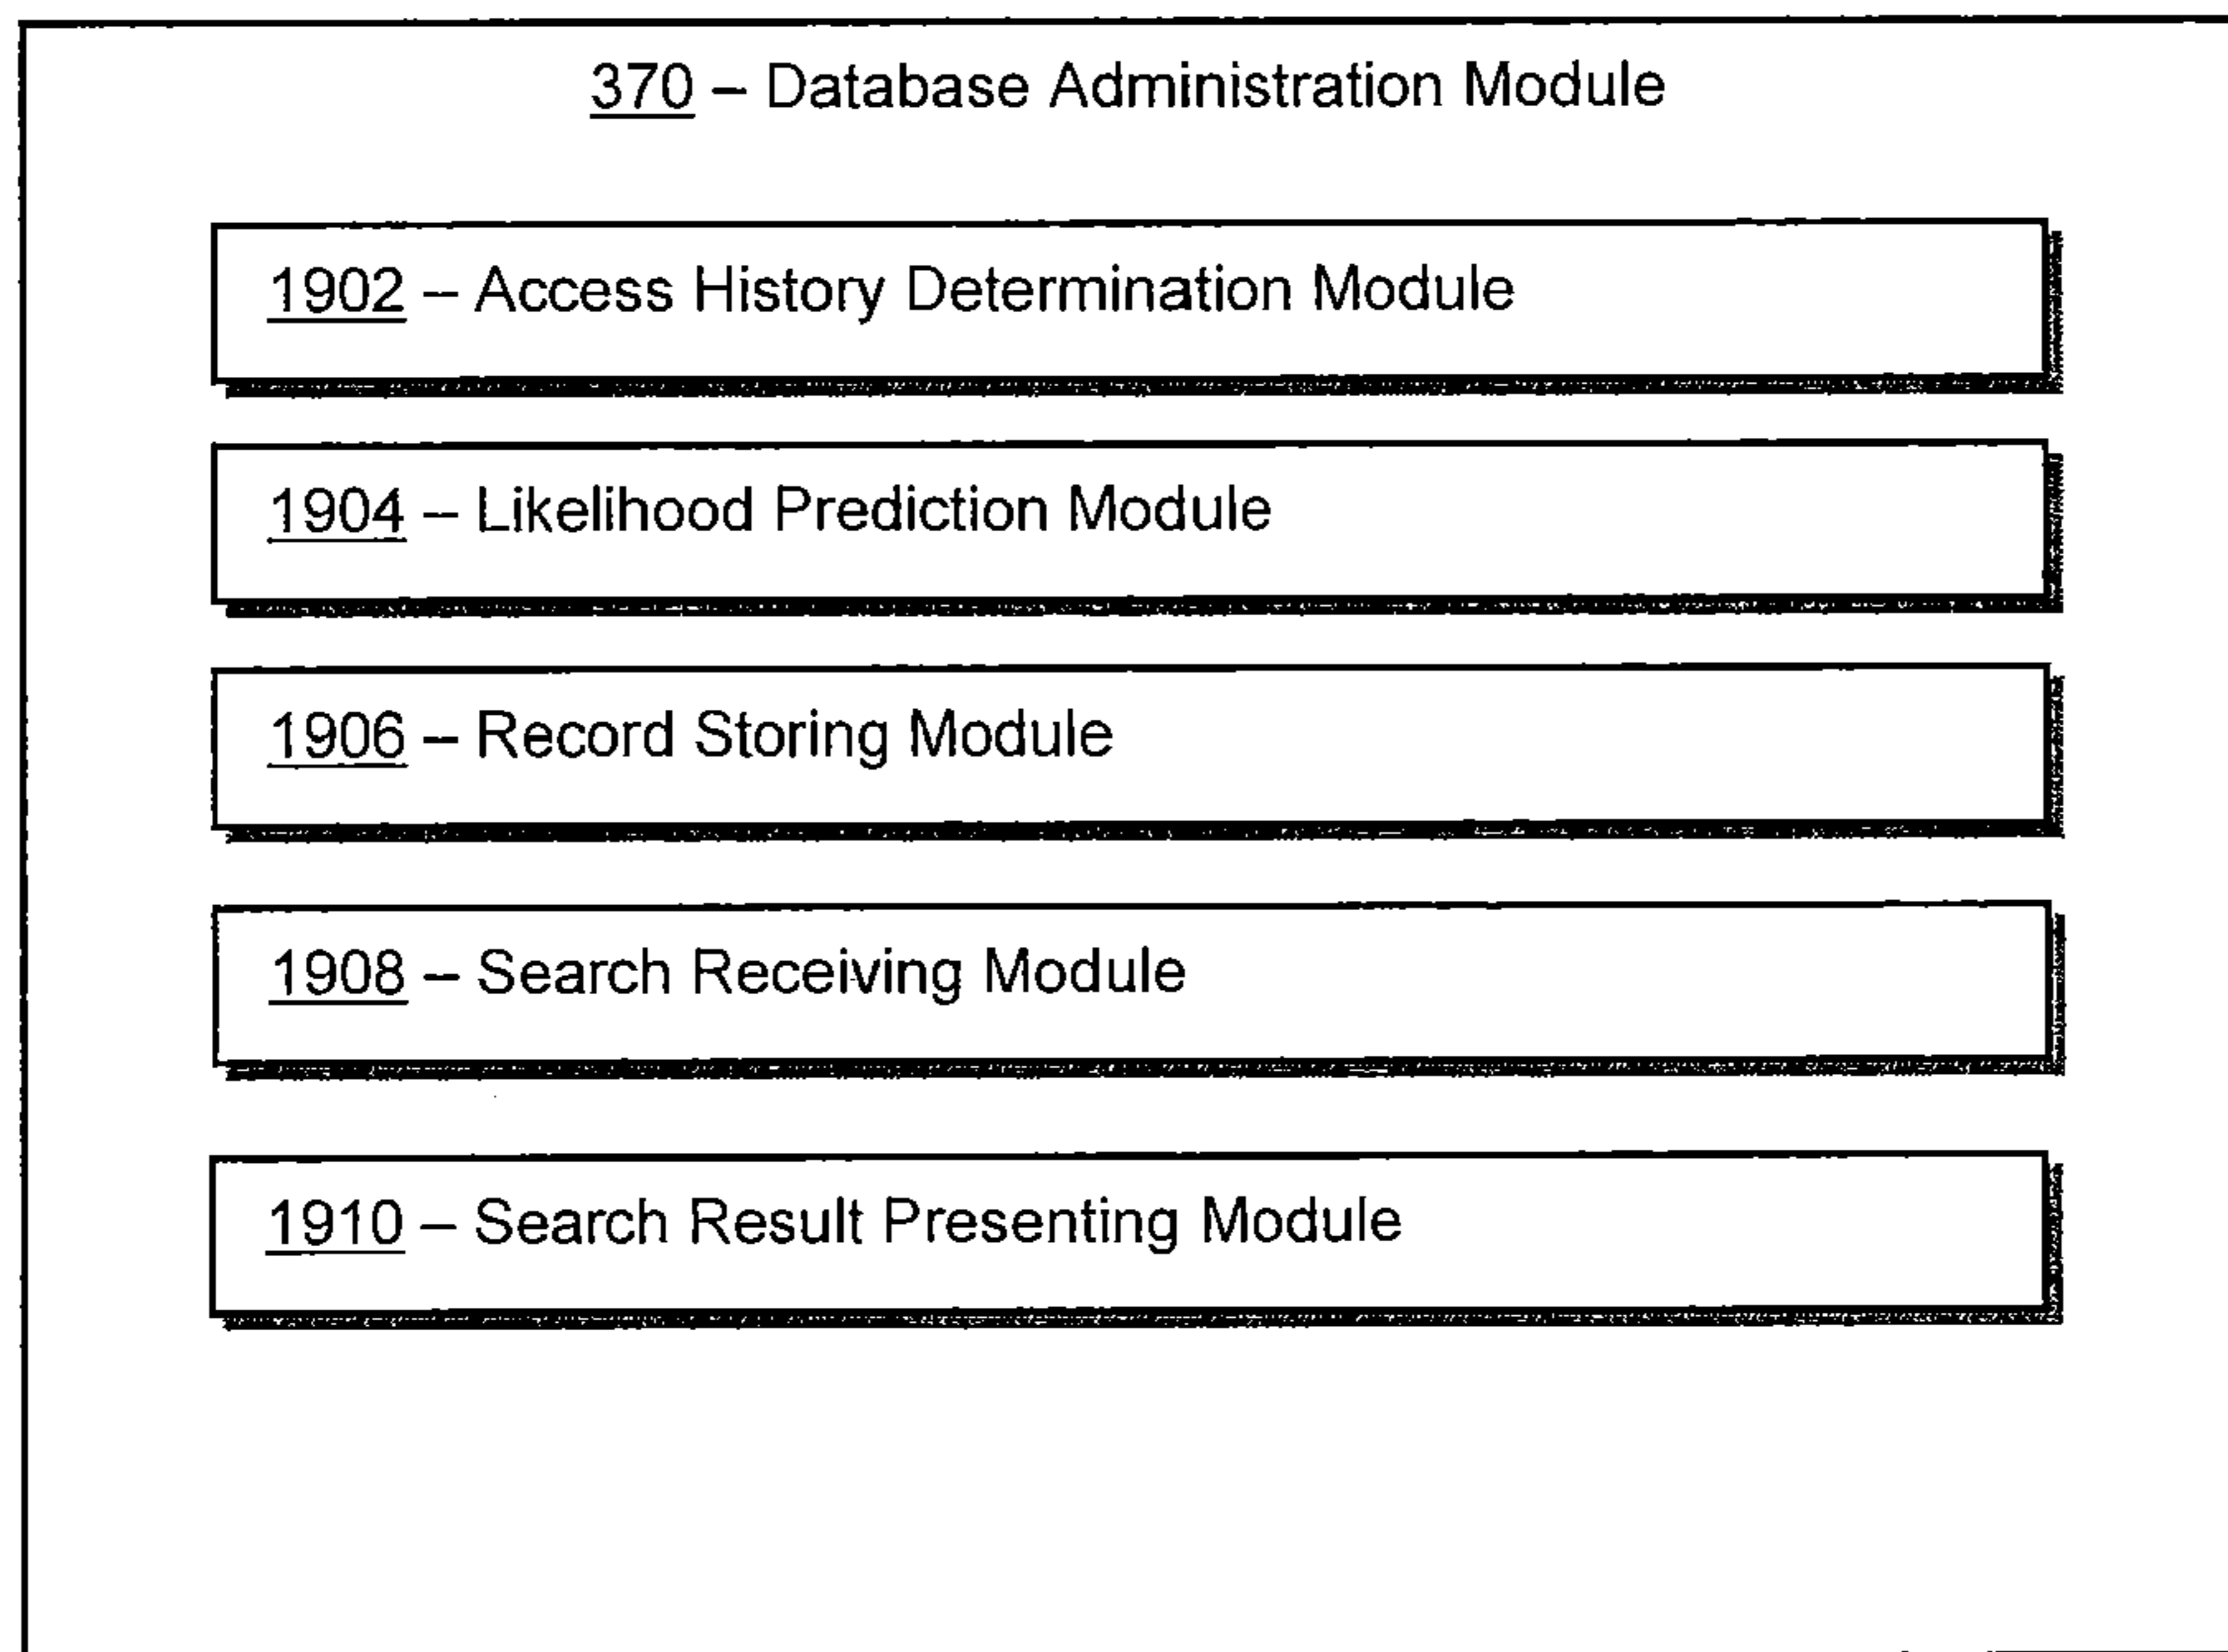 370 – Database Administration Module
1902 – Access History Determination Module
1904 – Likelihood Prediction Module
1906 – Record Storing Module
1908 – Search Receiving Module
1910 – Search Result Presenting Module